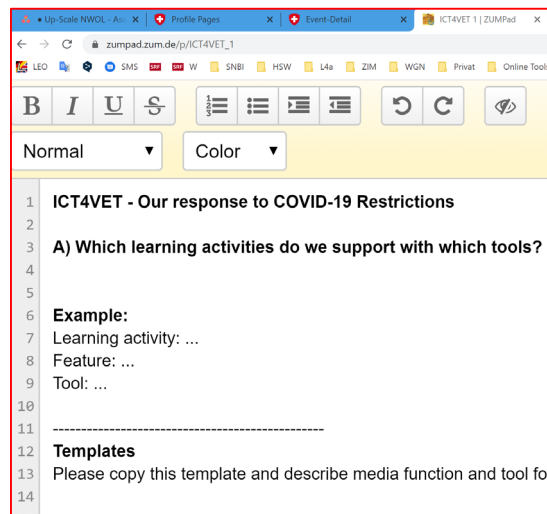 Up-Scale NWOL - As
Profile Pages
Event-Detail
ICT4VET 1 | ZUMPad
zumpad.zum.de/p/ICT4VET_1
LEO SMS SRF SRF W SNBI HSW L4a ZIM WGN Privat Online Tools
B I U S
Normal Color
1 ICT4VET - Our response to COVID-19 Restrictions
2
3 A) Which learning activities do we support with which tools?
4
5
6 Example:
7 Learning activity: ...
8 Feature: ...
9 Tool: ...
10
11 ------------------------------------------------
12 Templates
13 Please copy this template and describe media function and tool fo
14